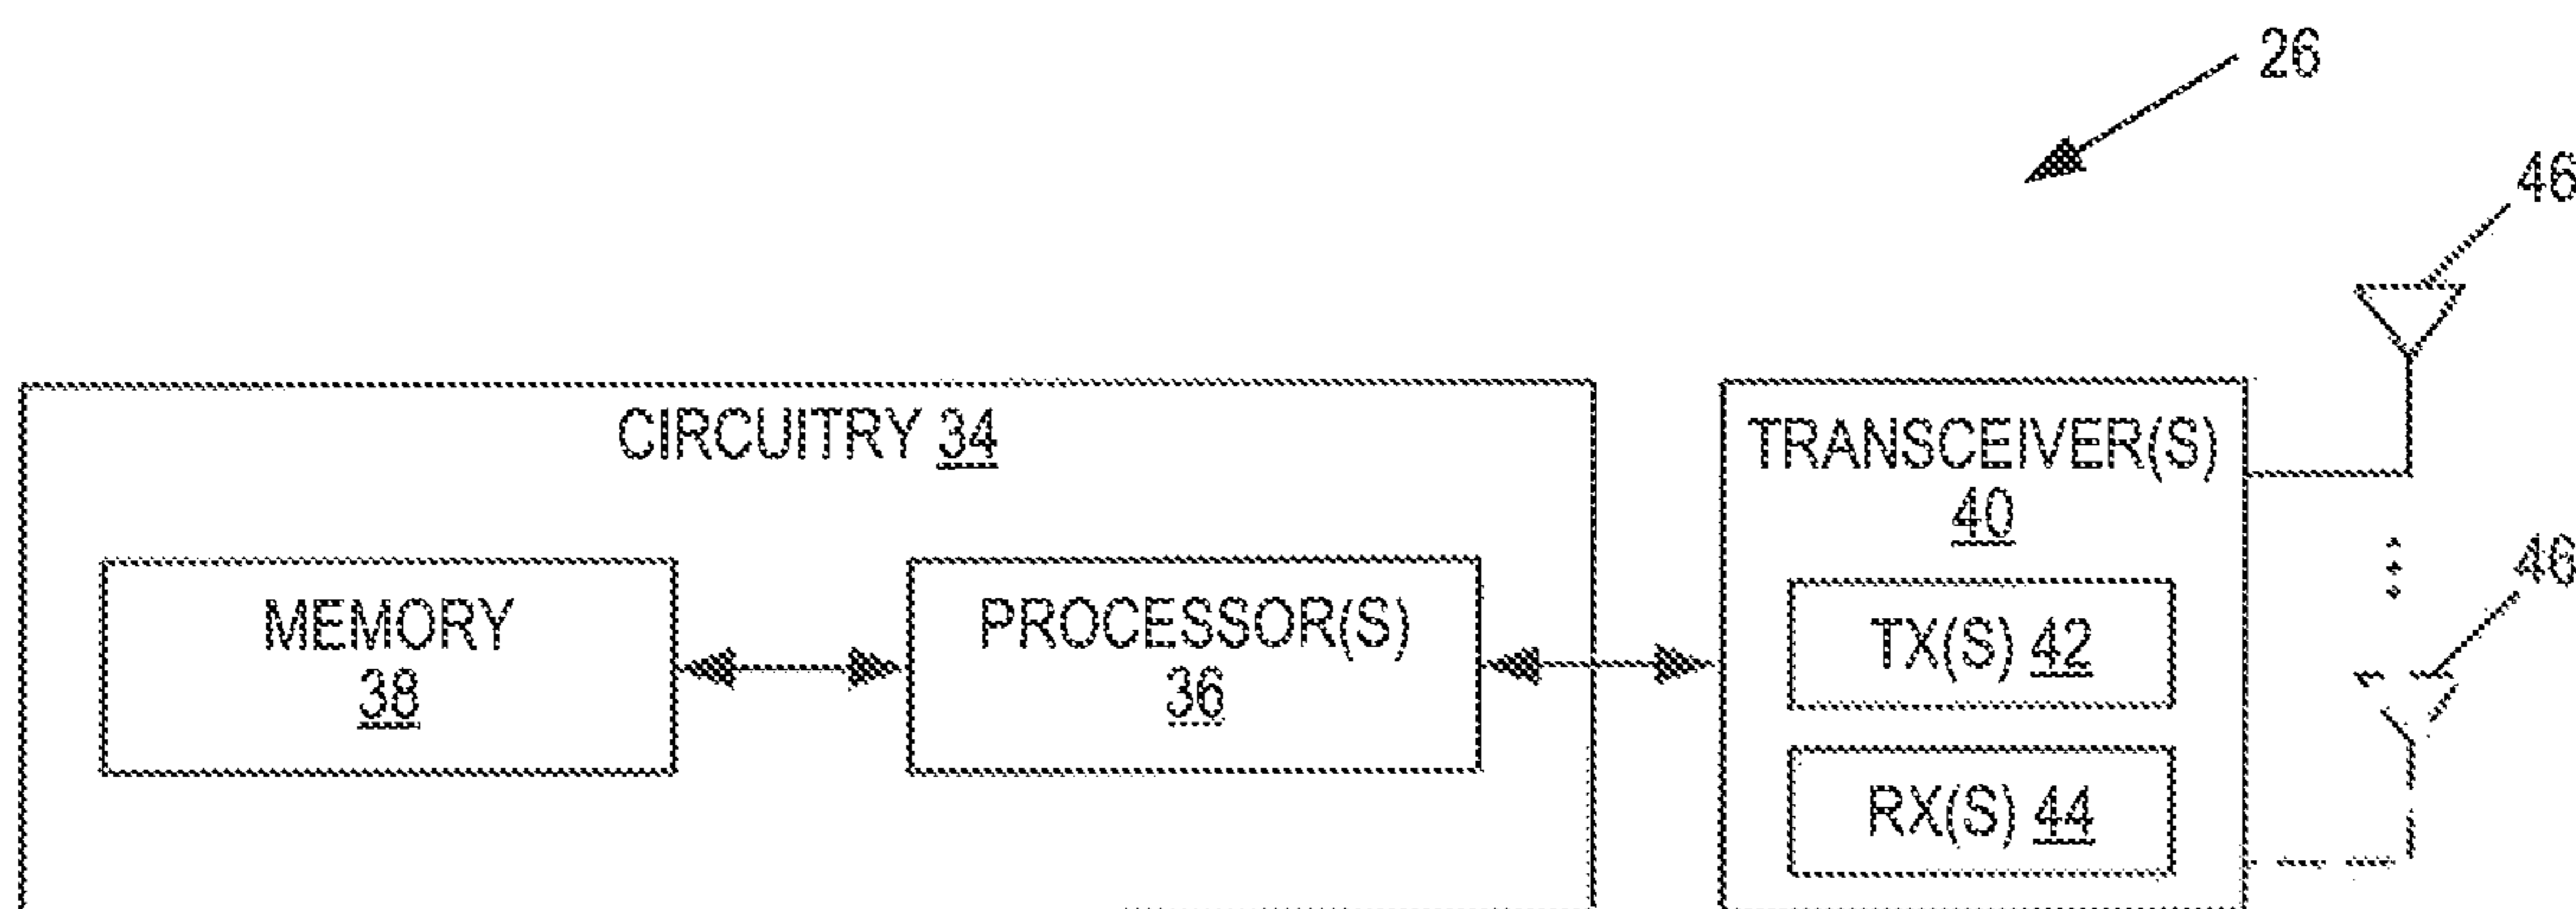 26
46
CIRCUITRY 34
TRANSCEIVER(S)
40
46
MEMORY
38
PROCESSOR(S)
36
TX(S) 42
RX(S) 44